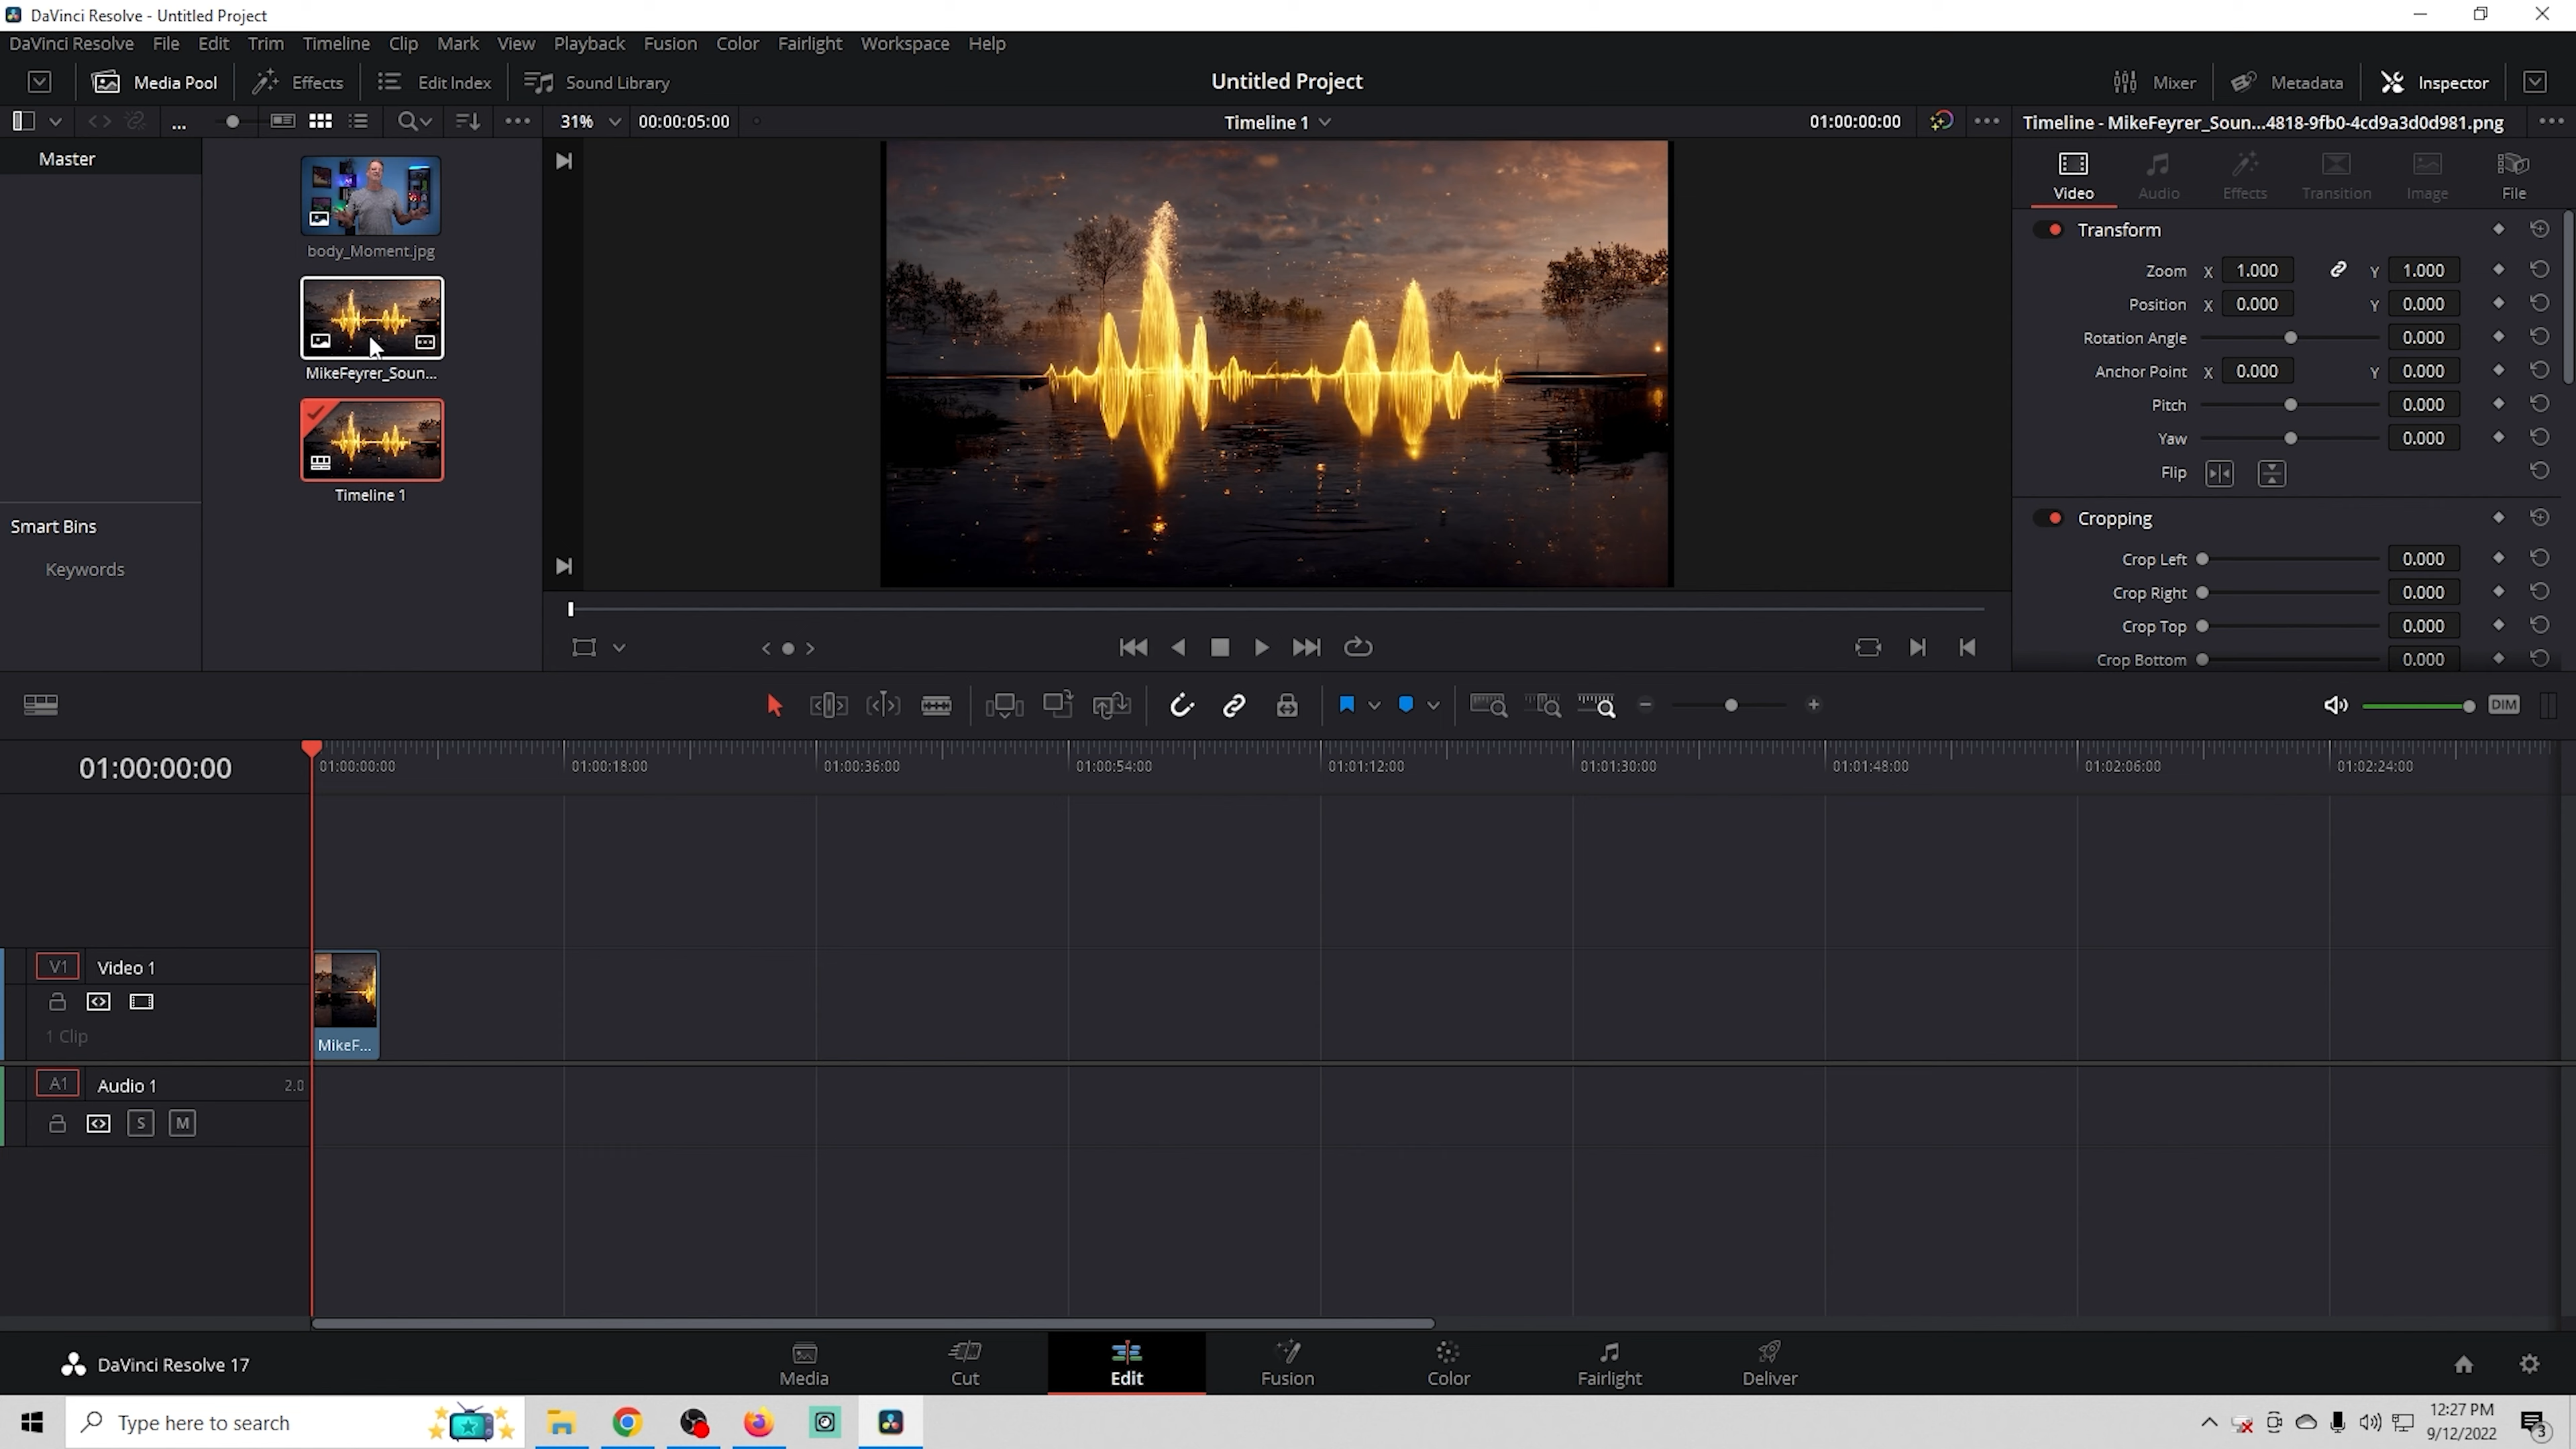 DaVinci Resolve - Untitled Project
DaVinci Resolve File Edit Trim Timeline Clip Mark View Playback Fusion Color Fairlight Workspace Help
Media Pool Effects Edit Index Sound Library Untitled Project Mixer Metadata Inspector
... 31% 00:00:05:00 Timeline 1 01:00:00:00 Timeline - MikeFeyrer_Soun...4818-9fb0-4cd9a3d0d981.png
Master
body_Moment.jpg
MikeFeyrer_Soun...
Timeline 1
Smart Bins
Keywords
Video Audio Effects Transition Image File
Transform
Zoom X 1.000 Y 1.000
Position X 0.000 Y 0.000
Rotation Angle 0.000
Anchor Point X 0.000 Y 0.000
Pitch 0.000
Yaw 0.000
Flip
Cropping
Crop Left 0.000
Crop Right 0.000
Crop Top 0.000
Crop Bottom 0.000
DIM
01:00:00:00
01:00:00:00 01:00:18:00 01:00:36:00 01:00:54:00 01:01:12:00 01:01:30:00 01:01:48:00 01:02:06:00 01:02:24:00
V1 Video 1
1 Clip
MikeF...
A1 Audio 1 2.0
S M
DaVinci Resolve 17
Media Cut Edit Fusion Color Fairlight Deliver
Type here to search
12:27 PM
9/12/2022
3